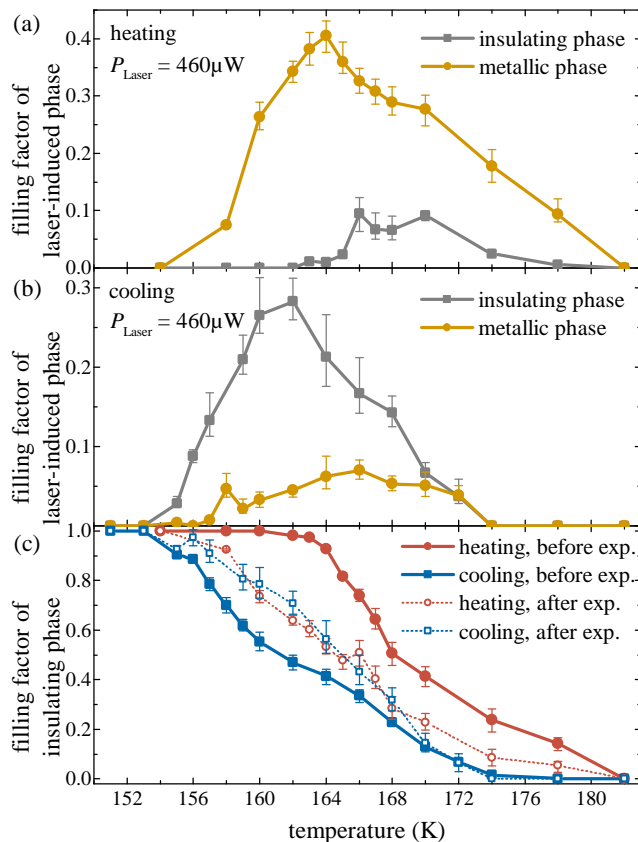 (a)
heating
P_Laser = 460µW
insulating phase
metallic phase
filling factor of
laser-induced phase
0.4
0.3
0.2
0.1
0.0
(b)
cooling
P_Laser = 460µW
insulating phase
metallic phase
filling factor of
laser-induced phase
0.3
0.2
0.1
(c)
heating, before exp.
cooling, before exp.
heating, after exp.
cooling, after exp.
filling factor of
insulating phase
1.0
0.8
0.6
0.4
0.2
0.0
152 156 160 164 168 172 178 182
temperature (K)